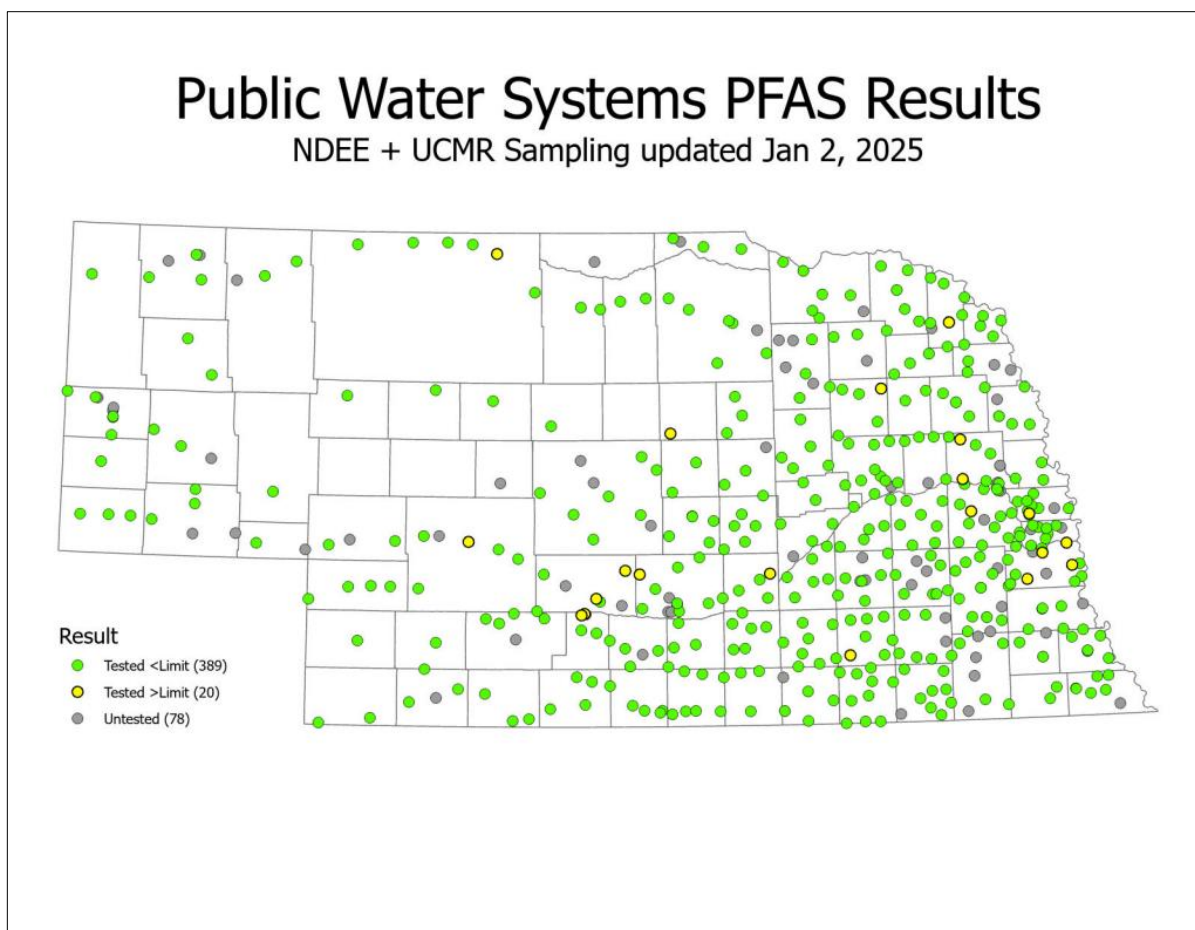 Public Water Systems PFAS Results
NDEE + UCMR Sampling updated Jan 2, 2025
Result
Tested <Limit (389)
Tested >Limit (20)
Untested (78)